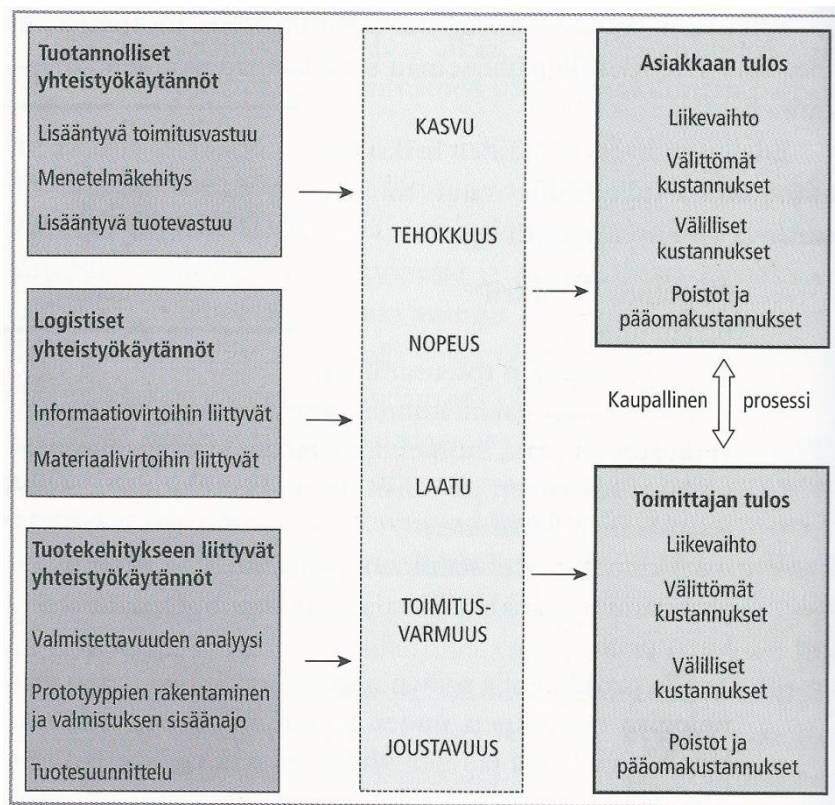 Tuotannolliset
yhteistyökäytännöt
Lisääntyvä toimitusvastuu
Menetelmäkehitys
Lisääntyvä tuotevastuu
Logistiset
yhteistyökäytännöt
Informaatiovirtoihin liittyvät
Materiaalivirtoihin liittyvät
Tuotekehitykseen liittyvät
yhteistyökäytännöt
Valmistettavuuden analyysi
Prototyyppien rakentaminen
ja valmistuksen sisäänajo
Tuotesuunnittelu
KASVU
TEHOKKUUS
NOPEUS
LAATU
TOIMITUS-
VARMUUS
JOUSTAVUUS
Asiakkaan tulos
Liikevaihto
Välittömät
kustannukset
Välilliset
kustannukset
Poistot ja
pääomakustannukset
Kaupallinen prosessi
Toimittajan tulos
Liikevaihto
Välittömät
kustannukset
Välilliset
kustannukset
Poistot ja
pääomakustannukset